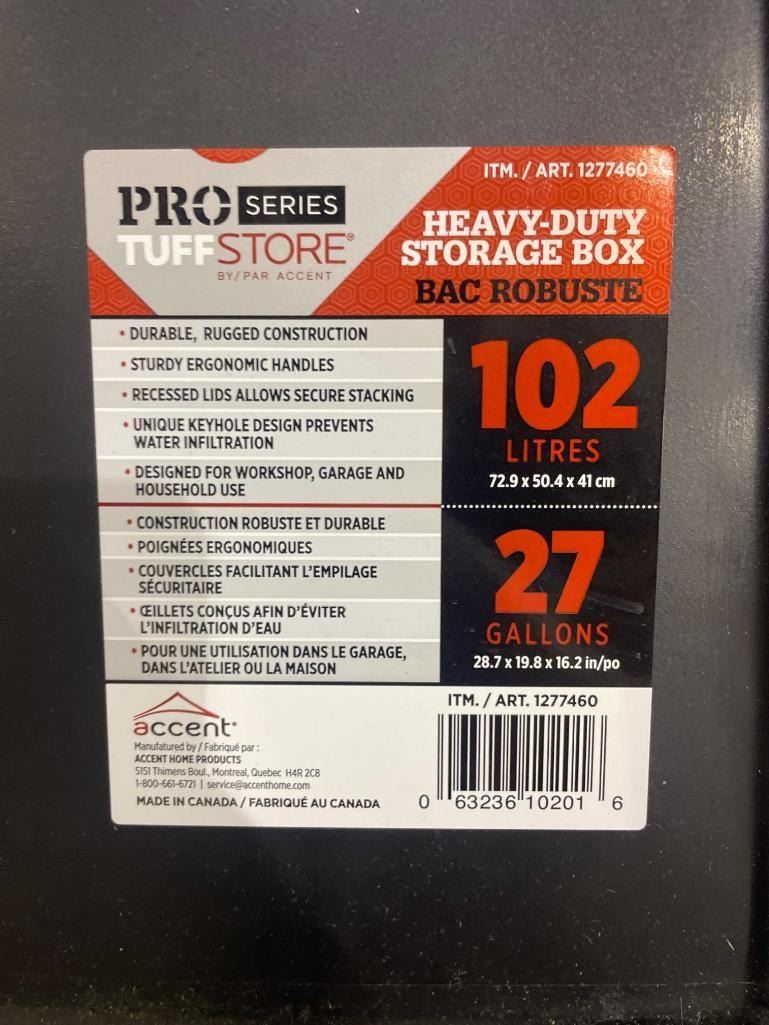 PRO SERIES
TUFFSTORE®
BY/PAR ACCENT
ITM. / ART. 1277460
HEAVY-DUTY
STORAGE BOX
BAC ROBUSTE
• DURABLE, RUGGED CONSTRUCTION
• STURDY ERGONOMIC HANDLES
• RECESSED LIDS ALLOWS SECURE STACKING
• UNIQUE KEYHOLE DESIGN PREVENTS
WATER INFILTRATION
• DESIGNED FOR WORKSHOP, GARAGE AND
HOUSEHOLD USE
• CONSTRUCTION ROBUSTE ET DURABLE
• POIGNÉES ERGONOMIQUES
• COUVERCLES FACILITANT L'EMPILAGE
SÉCURITAIRE
• ŒILLETS CONÇUS AFIN D'ÉVITER
L'INFILTRATION D'EAU
• POUR UNE UTILISATION DANS LE GARAGE,
DANS L'ATELIER OU LA MAISON
102
LITRES
72.9 x 50.4 x 41 cm
27
GALLONS
28.7 x 19.8 x 16.2 in/po
accent®
Manufatured by / Fabriqué par :
ACCENT HOME PRODUCTS
5151 Thimens Boul., Montreal, Quebec H4R 2C8
1-800-661-6721 | service@accenthome.com
MADE IN CANADA / FABRIQUÉ AU CANADA
ITM. / ART. 1277460
0 63236 10201 6